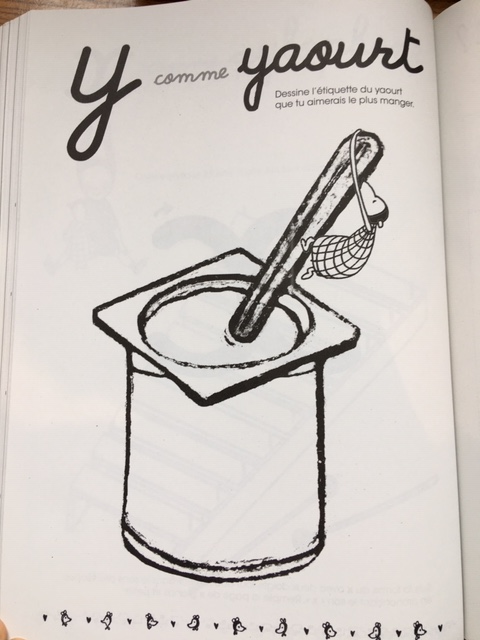 y comme yaourt
Dessine l'étiquette du yaourt
que tu aimerais le plus manger.